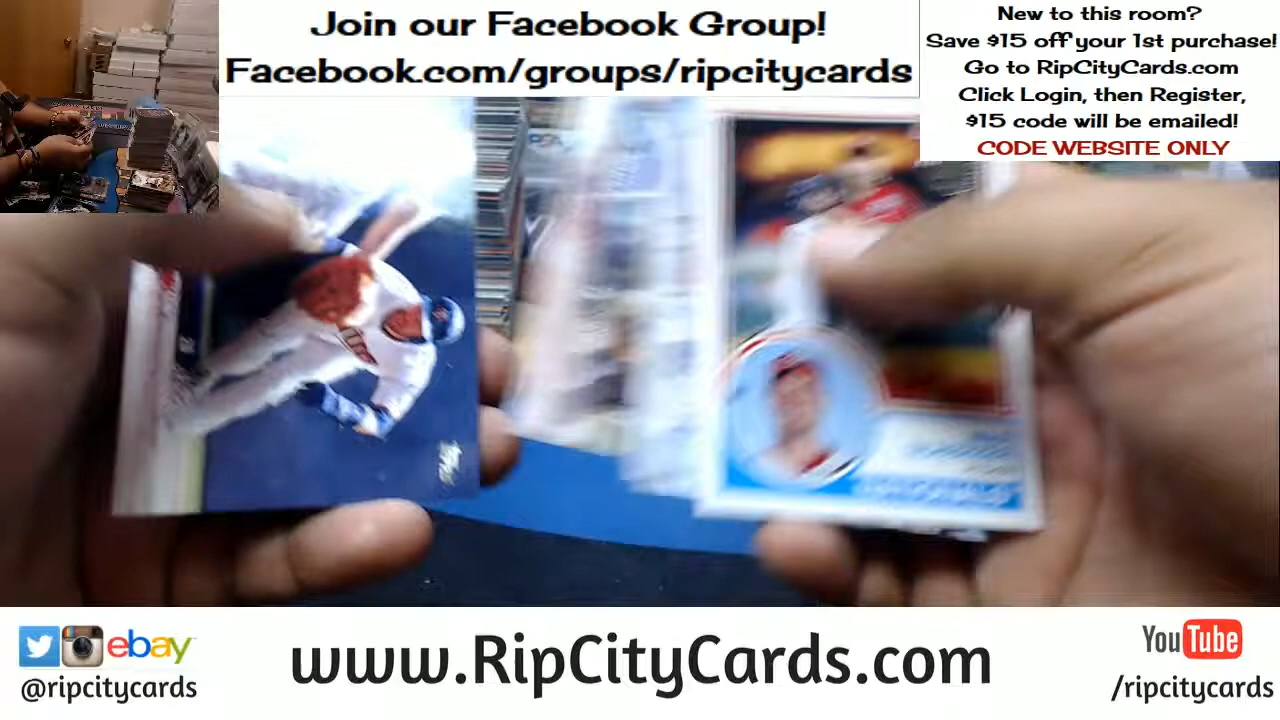 Join our Facebook Group!
Facebook.com/groups/ripcitycards
New to this room?
Save $15 off your 1st purchase!
Go to RipCityCards.com
Click Login, then Register,
$15 code will be emailed!
CODE WEBSITE ONLY
ebay
@ripcitycards
www.RipCityCards.com
YouTube
/ripcitycards